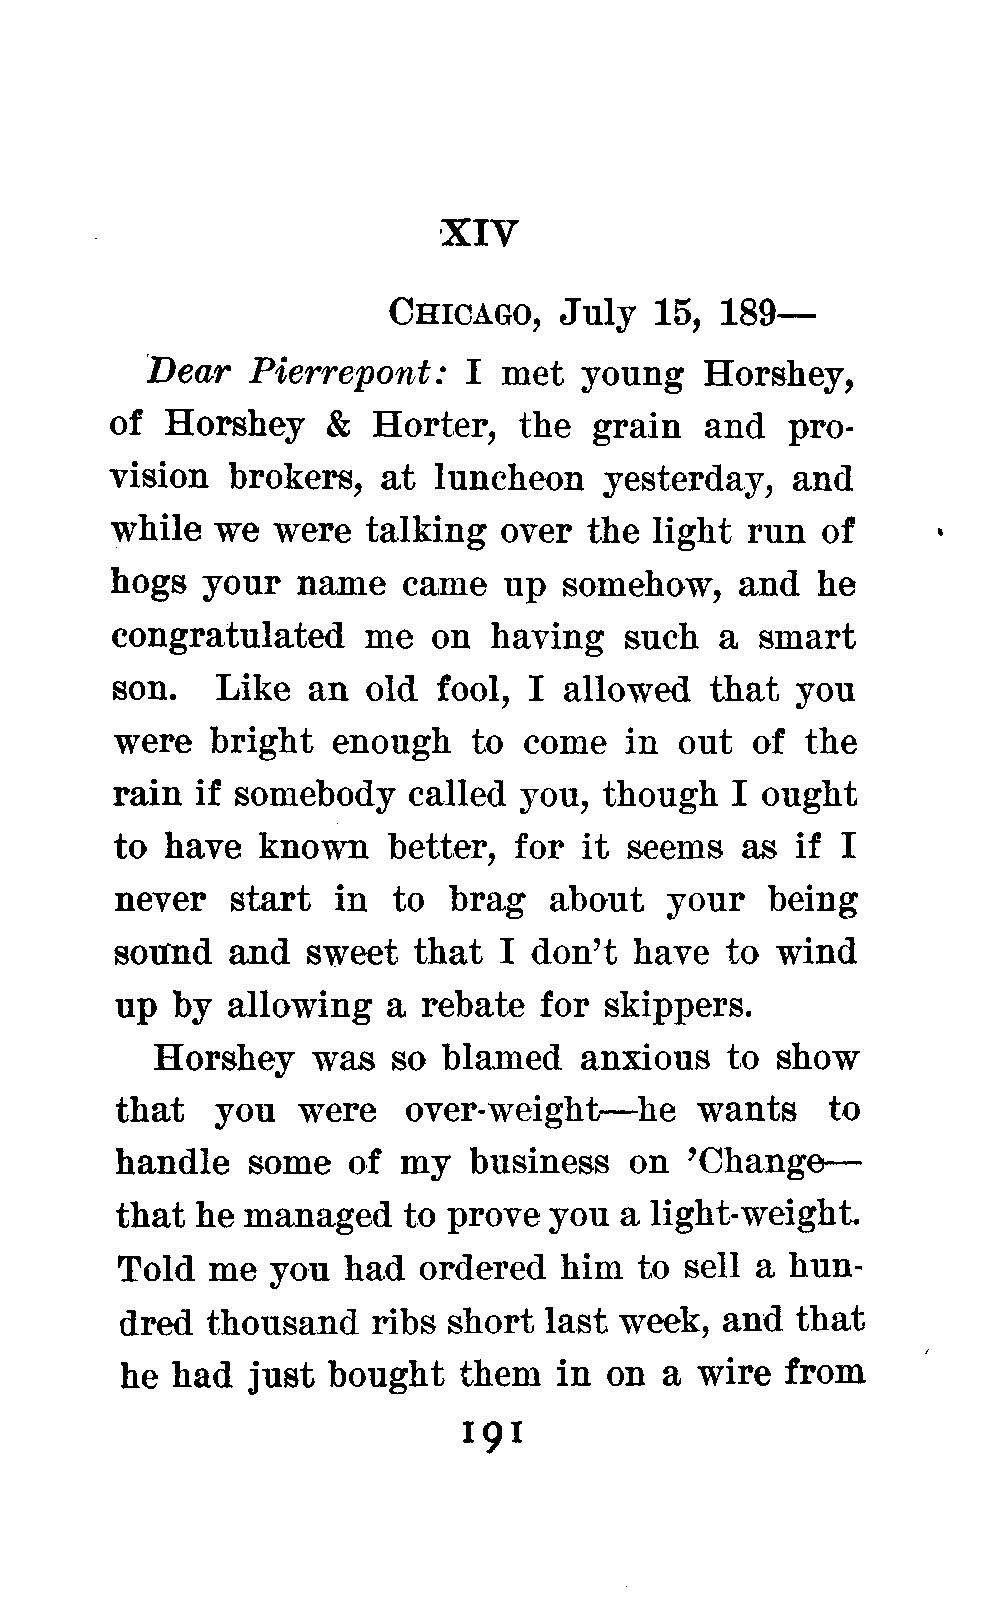 XIV
CHICAGO, July 15, 189—
Dear Pierrepont: I met young Horshey,
of Horshey & Horter, the grain and pro-
vision brokers, at luncheon yesterday, and
while we were talking over the light run of
hogs your name came up somehow, and he
congratulated me on having such a smart
son. Like an old fool, I allowed that you
were bright enough to come in out of the
rain if somebody called you, though I ought
to have known better, for it seems as if I
never start in to brag about your being
sound and sweet that I don't have to wind
up by allowing a rebate for skippers.
Horshey was so blamed anxious to show
that you were over-weight—he wants to
handle some of my business on 'Change—
that he managed to prove you a light-weight.
Told me you had ordered him to sell a hun-
dred thousand ribs short last week, and that
he had just bought them in on a wire from
191